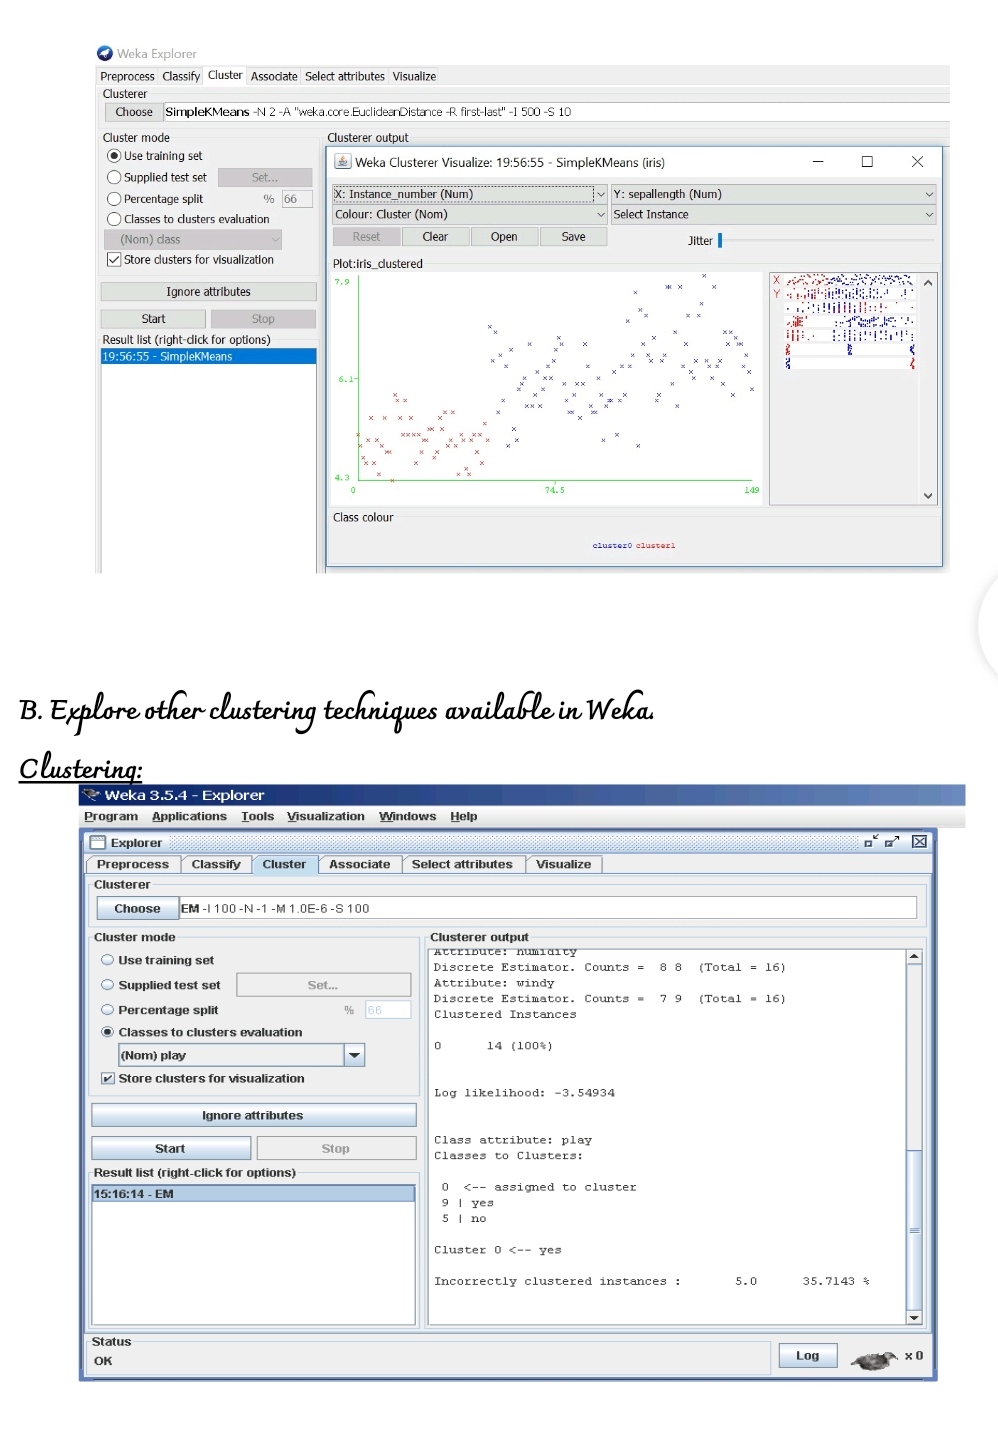 Weka Explorer
Preprocess Classify Cluster Associate Select attributes Visualize
Clusterer
Choose SimpleKMeans -N 2 -A "weka.core.EuclideanDistance -R first-last" -I 500 -S 10
Cluster mode
Use training set
Supplied test set Set...
Percentage split % 66
Classes to clusters evaluation
(Nom) class
Store clusters for visualization
Ignore attributes
Start Stop
Result list (right-click for options)
19:56:55 - SimpleKMeans
Clusterer output
Weka Clusterer Visualize: 19:56:55 - SimpleKMeans (iris)
X: Instance_number (Num) Y: sepallength (Num)
Colour: Cluster (Nom) Select Instance
Reset Clear Open Save Jitter
Plot:iris_clustered
7.9
6.1
4.3
0 74.5 149
X
Y
Class colour
cluster0 cluster1
B. Explore other clustering techniques available in Weka.
Clustering:
Weka 3.5.4 - Explorer
Program Applications Tools Visualization Windows Help
Explorer
Preprocess Classify Cluster Associate Select attributes Visualize
Clusterer
Choose EM -I 100 -N -1 -M 1.0E-6 -S 100
Cluster mode
Use training set
Supplied test set Set...
Percentage split % 66
Classes to clusters evaluation
(Nom) play
Store clusters for visualization
Ignore attributes
Start Stop
Result list (right-click for options)
15:16:14 - EM
Clusterer output
Attribute: humidity
Discrete Estimator. Counts = 8 8 (Total = 16)
Attribute: windy
Discrete Estimator. Counts = 7 9 (Total = 16)
Clustered Instances
0 14 (100%)
Log likelihood: -3.54934
Class attribute: play
Classes to Clusters:
0 <-- assigned to cluster
9 | yes
5 | no
Cluster 0 <-- yes
Incorrectly clustered instances : 5.0 35.7143 %
Status
OK
Log x 0